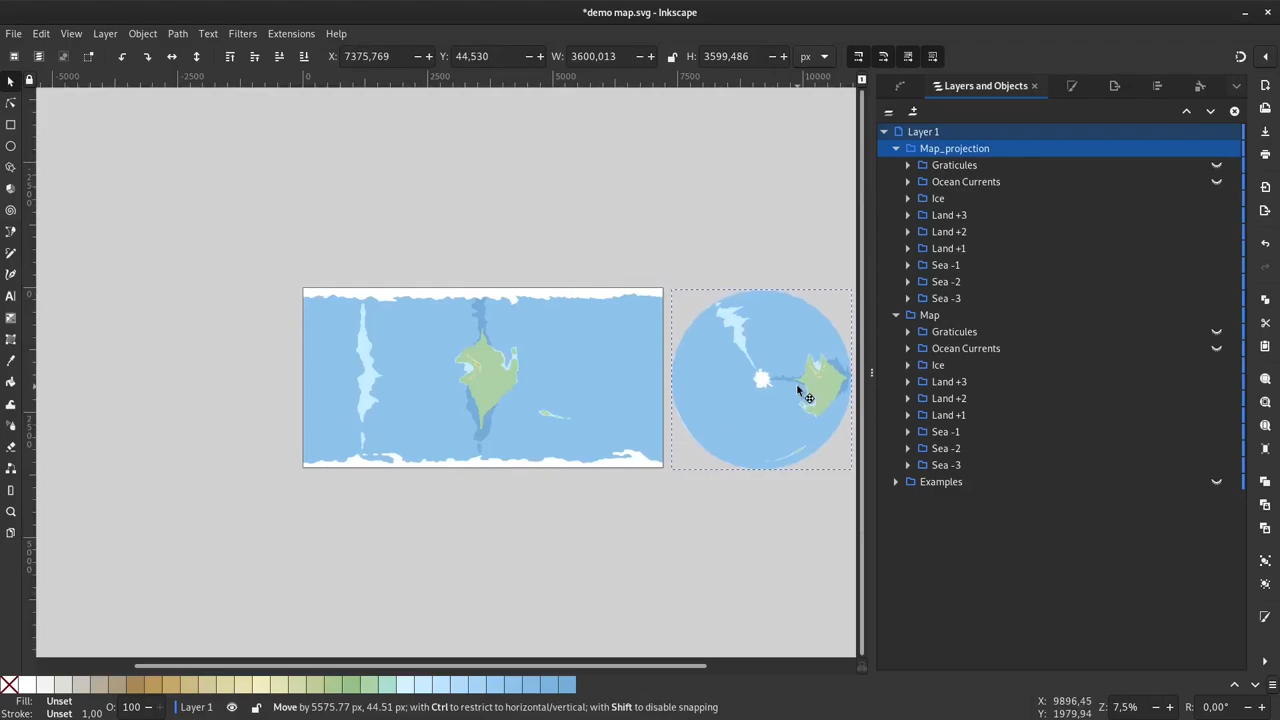 *demo map.svg - Inkscape
File Edit View Layer Object Path Text Filters Extensions Help
X: 7375,769 Y: 44,530 W: 3600,013 H: 3599,486 px
-5000 -2500 0 2500 5000 7500 10000
Layers and Objects
Layer 1
Map_projection
Graticules
Ocean Currents
Ice
Land +3
Land +2
Land +1
Sea -1
Sea -2
Sea -3
Map
Graticules
Ocean Currents
Ice
Land +3
Land +2
Land +1
Sea -1
Sea -2
Sea -3
Examples
Fill: Unset
Stroke: Unset 1,00
O: 100
Layer 1
Move by 5575.77 px, 44.51 px; with Ctrl to restrict to horizontal/vertical; with Shift to disable snapping
X: 9896,45
Y: 1979,94
Z: 7,5%
R: 0,00°